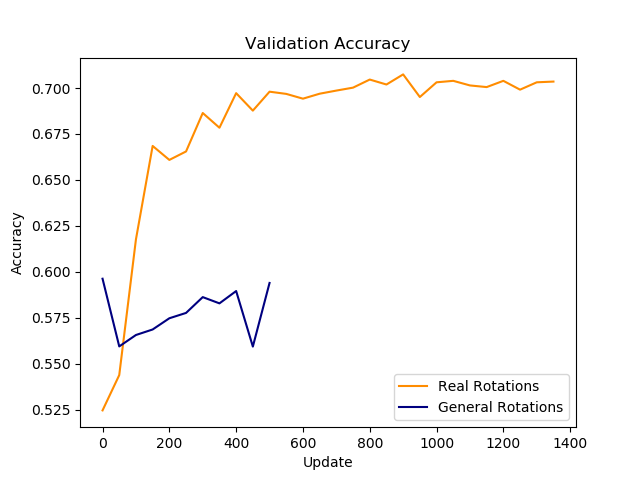 Validation Accuracy
Accuracy
0.700
0.675
0.650
0.625
0.600
0.575
0.550
0.525
0 200 400 600 800 1000 1200 1400
Update
Real Rotations
General Rotations